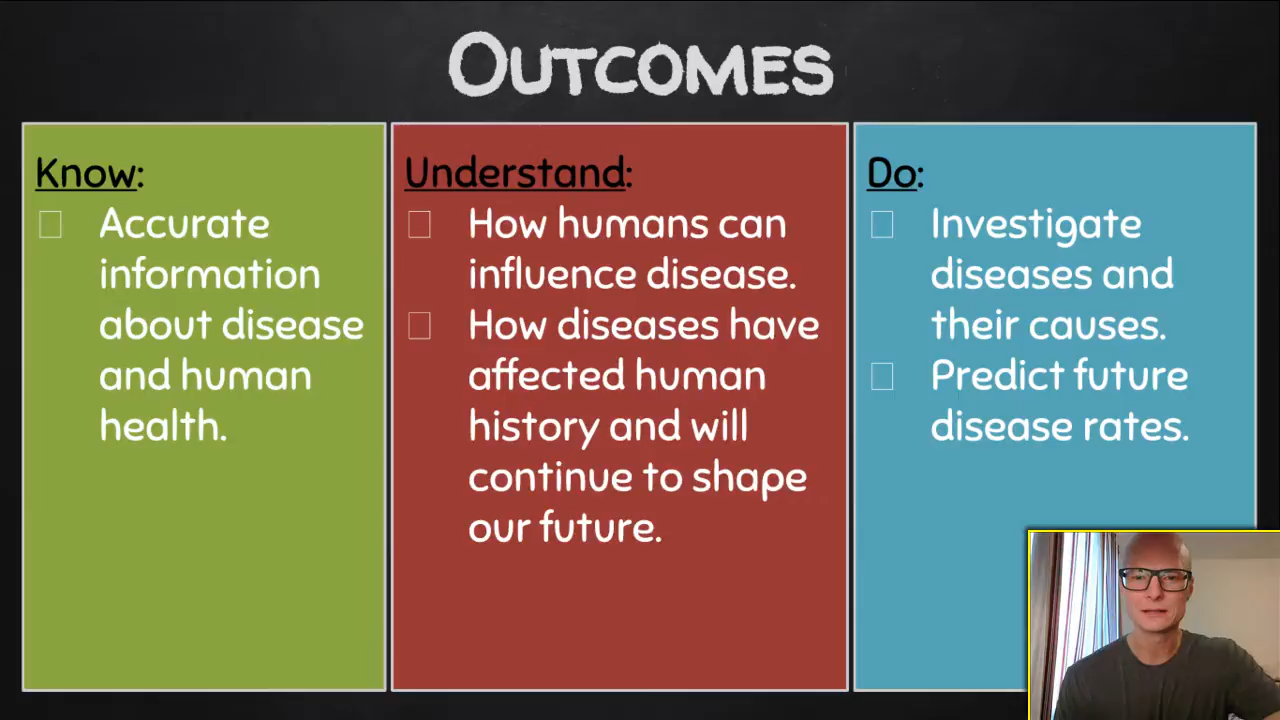 OUTCOMES
Know:
Accurate
information
about disease
and human
health.
Understand:
How humans can
influence disease.
How diseases have
affected human
history and will
continue to shape
our future.
Do:
Investigate
diseases and
their causes.
Predict future
disease rates.